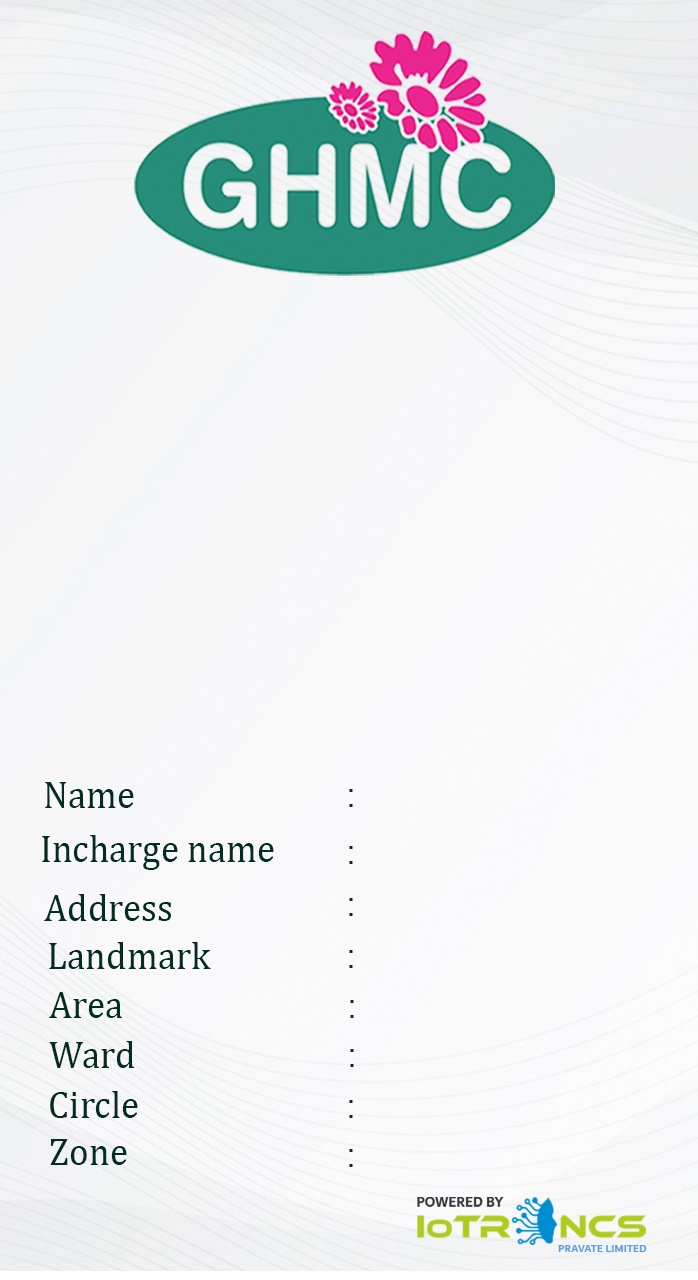 GHMC
Name :
Incharge name :
Address :
Landmark :
Area :
Ward :
Circle :
Zone :
POWERED BY
IoTRONCS
PRAVATE LIMITED